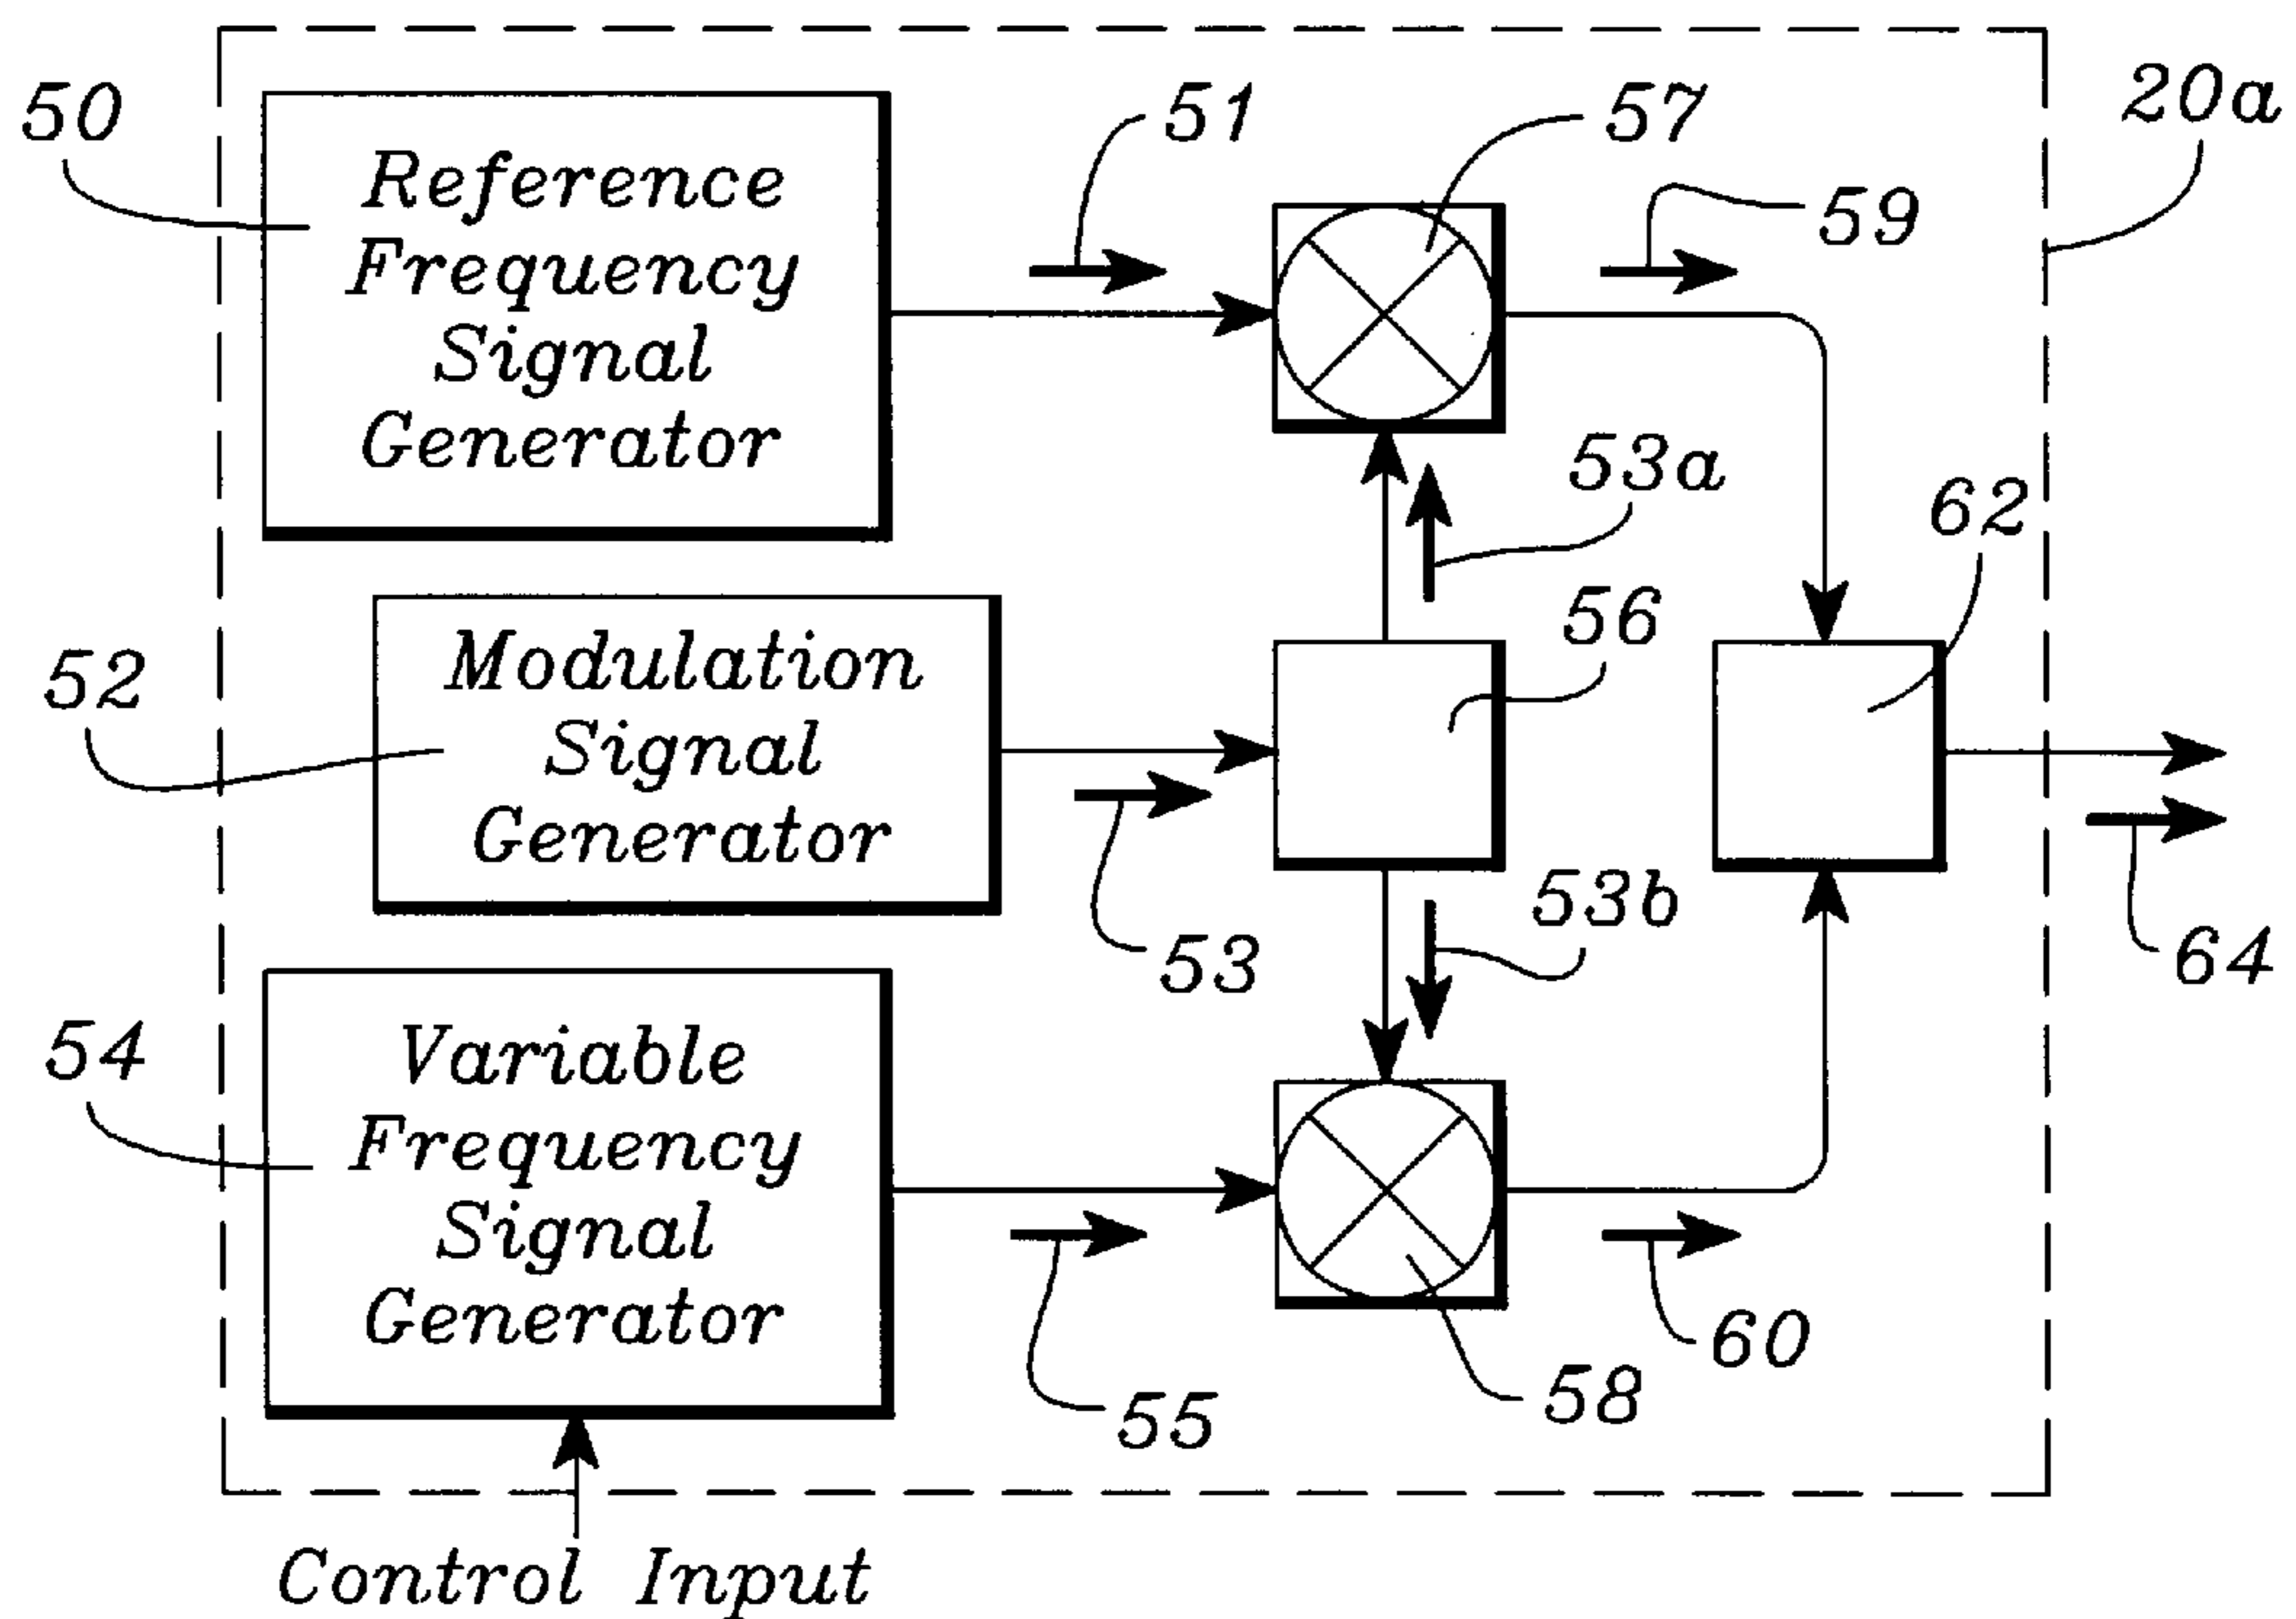 50
Reference
Frequency
Signal
Generator
51
57
59
20a
53a
62
52
Modulation
Signal
Generator
53
56
53b
64
54
Variable
Frequency
Signal
Generator
55
58
60
Control Input